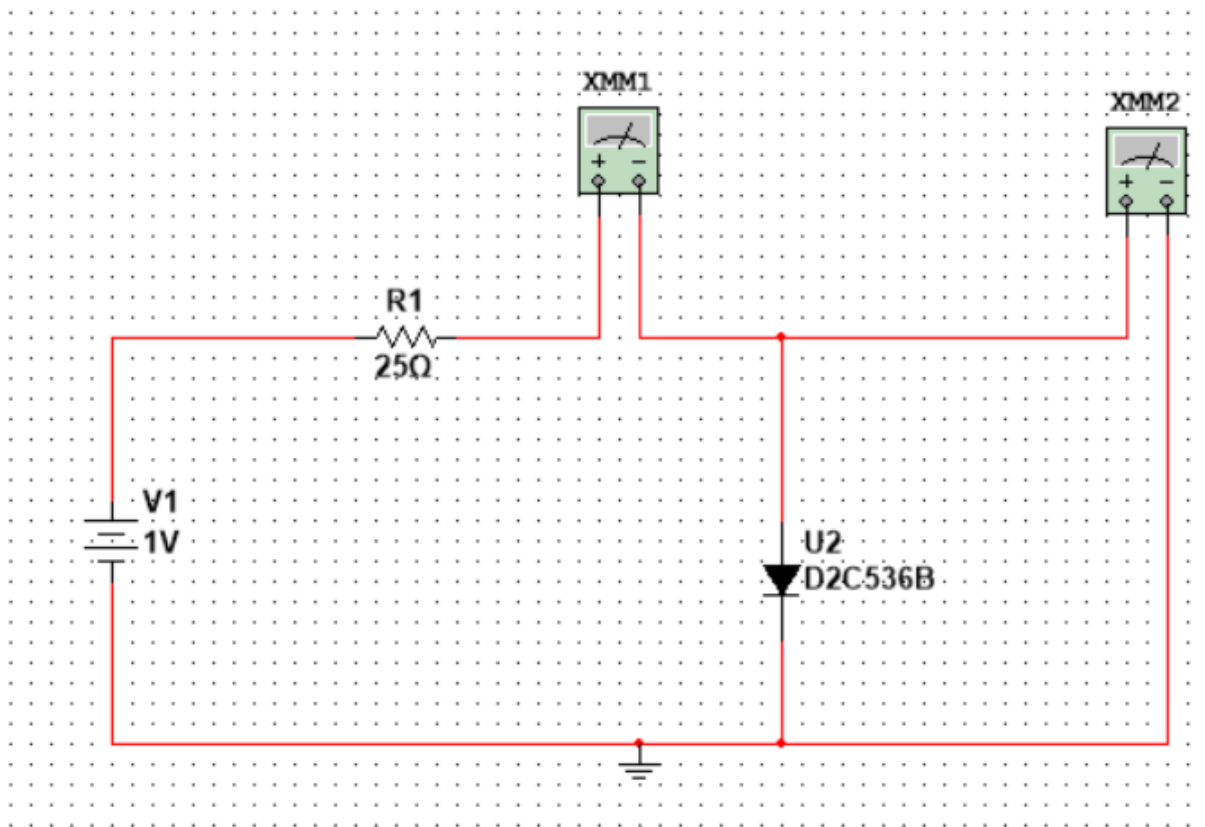 XMM1
XMM2
+ −
+ −
R1
25Ω
V1
1V
U2
D2C536B